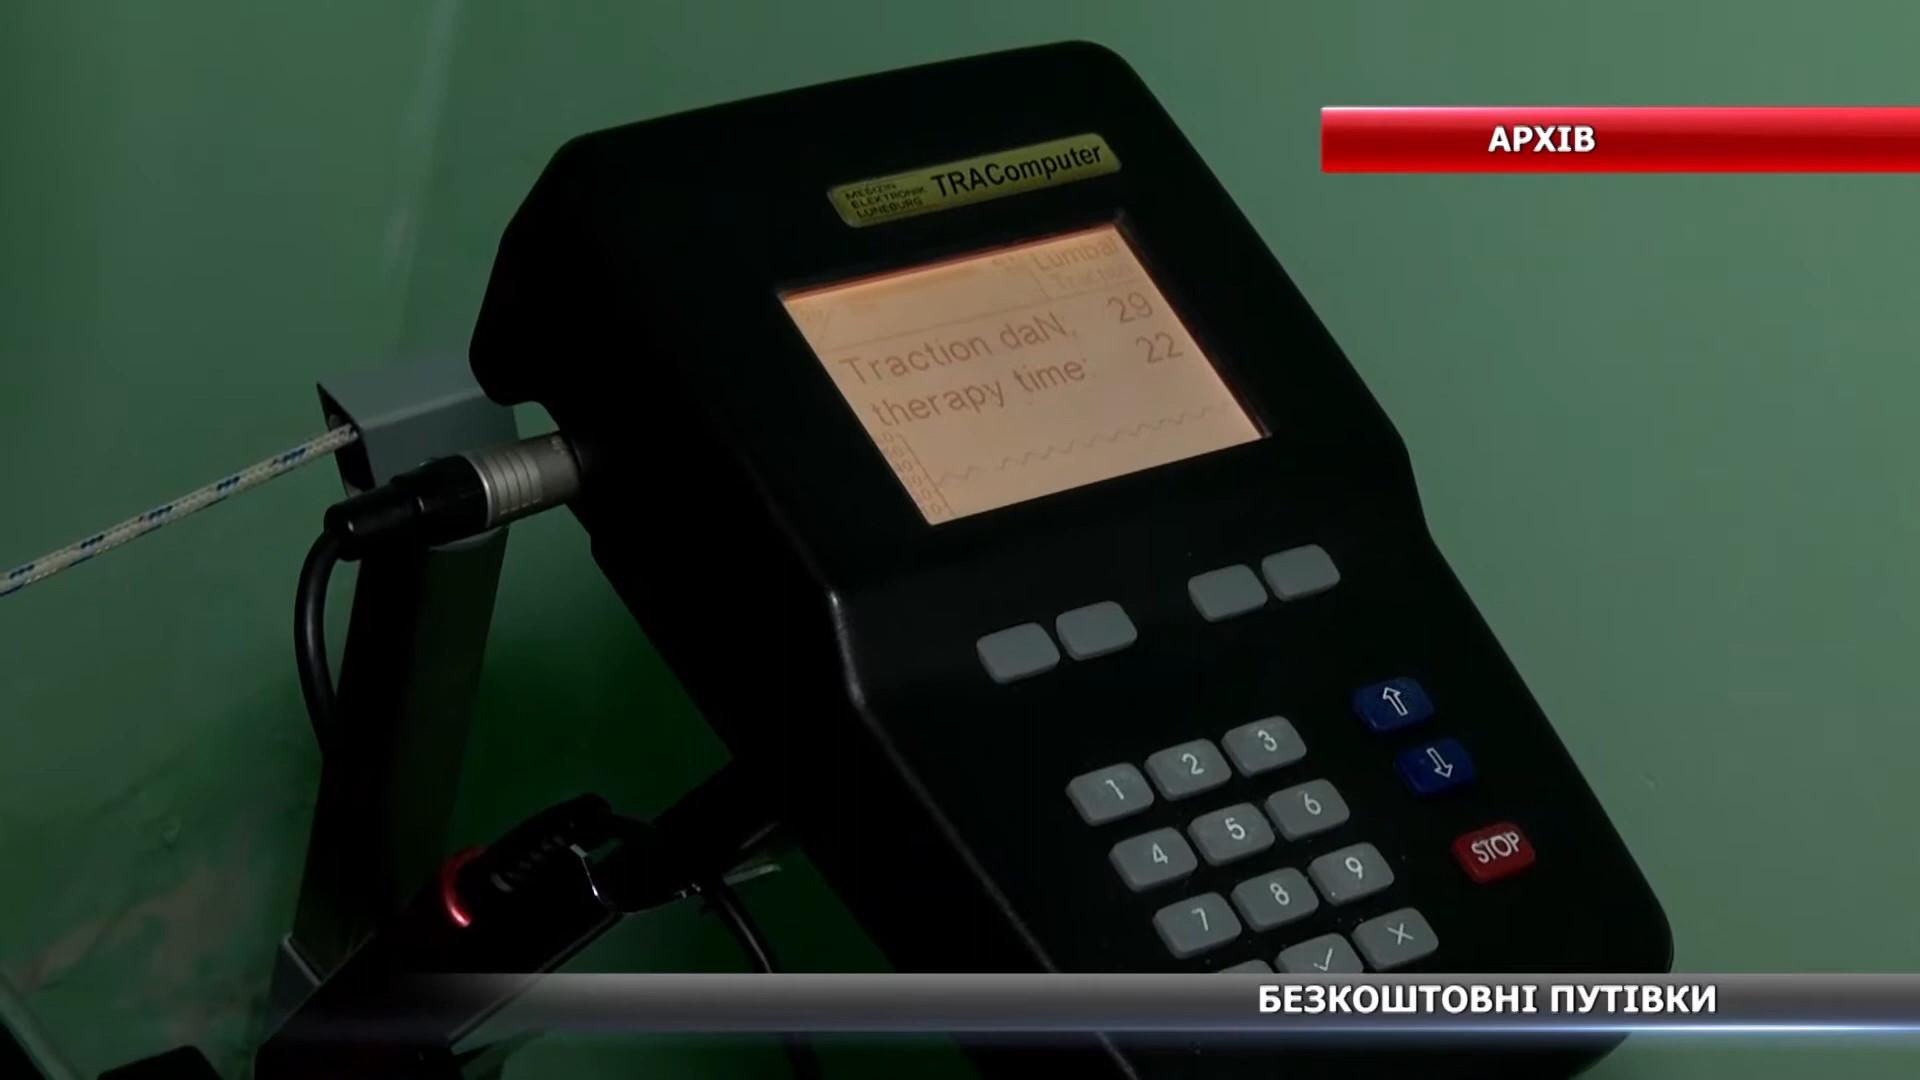 АРХІВ
MEDIZIN
ELEKTRONIK
LÜNEBURG
TRAComputer
Lumbal
Traction
Traction daN: 29
therapy time: 22
1 2 3
4 5 6
7 8 9
STOP
БЕЗКОШТОВНІ ПУТІВКИ